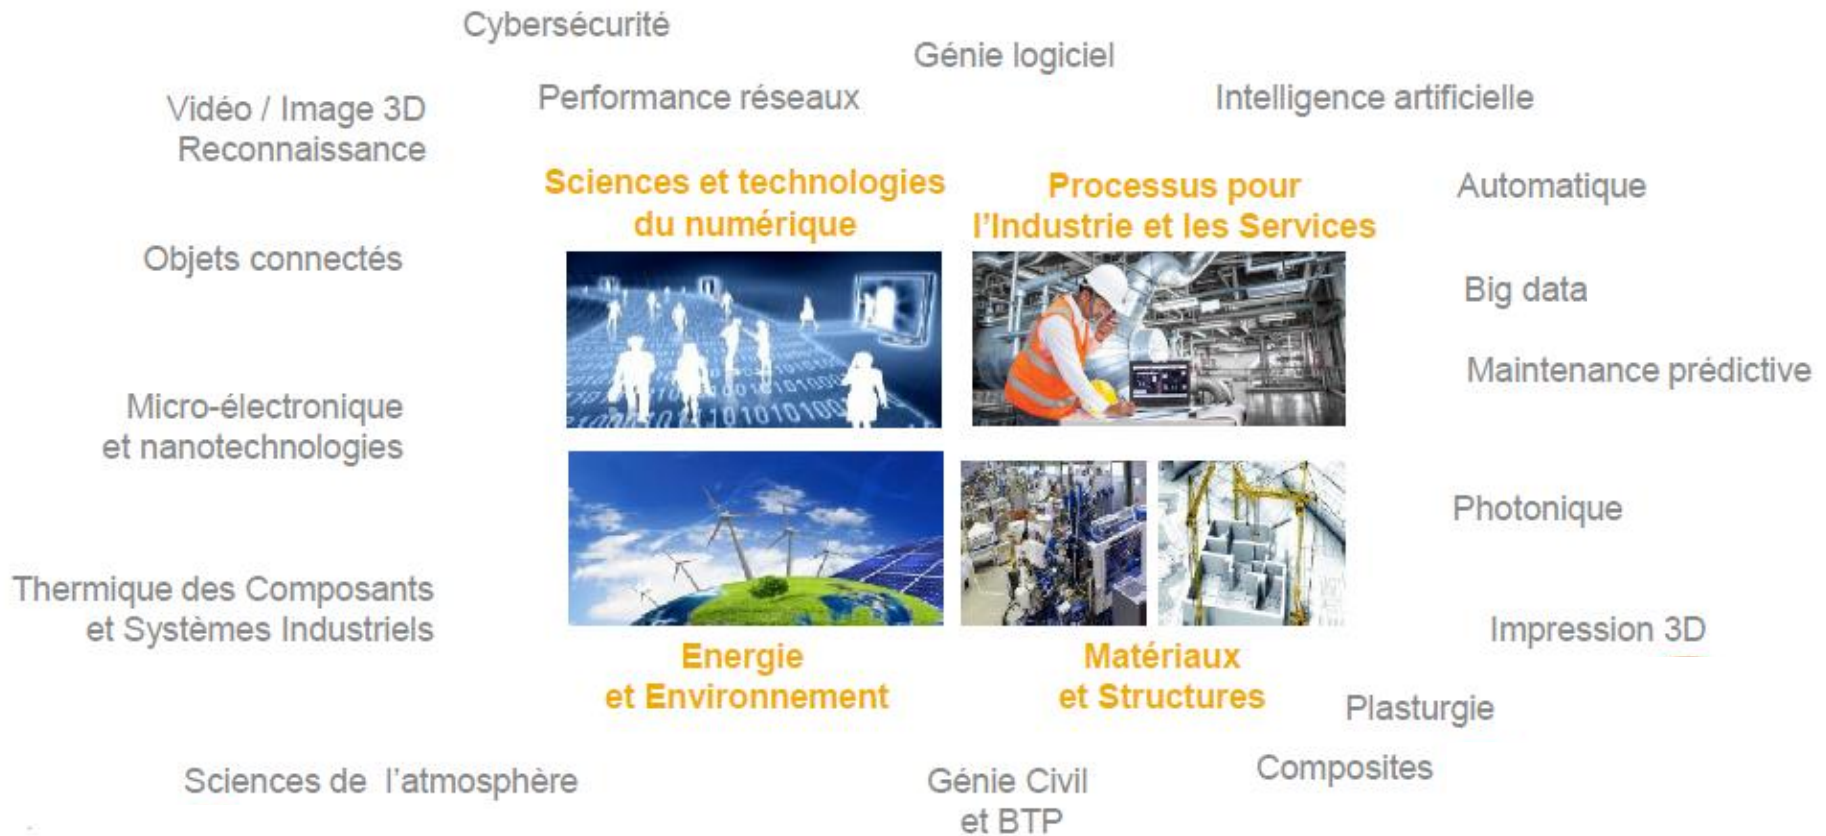 Cybersécurité
Génie logiciel
Performance réseaux
Intelligence artificielle
Vidéo / Image 3D
Reconnaissance
Sciences et technologies
du numérique
Processus pour
l'Industrie et les Services
Automatique
Objets connectés
Big data
Maintenance prédictive
Micro-électronique
et nanotechnologies
Photonique
Thermique des Composants
et Systèmes Industriels
Impression 3D
Energie
et Environnement
Matériaux
et Structures
Plasturgie
Sciences de l'atmosphère
Génie Civil
et BTP
Composites